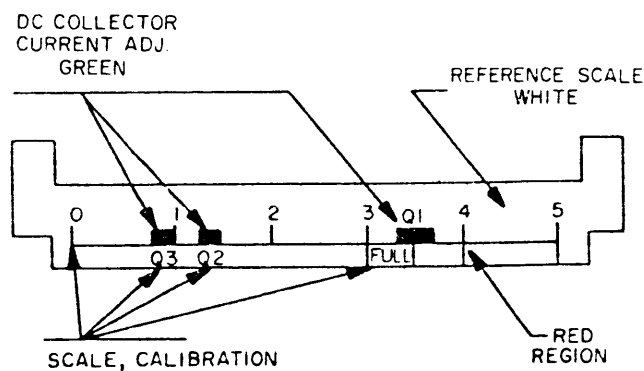 DC COLLECTOR
CURRENT ADJ.
GREEN
REFERENCE SCALE
WHITE
0 1 2 3 Q1 4 5
Q3 Q2 FULL
RED
REGION
SCALE, CALIBRATION